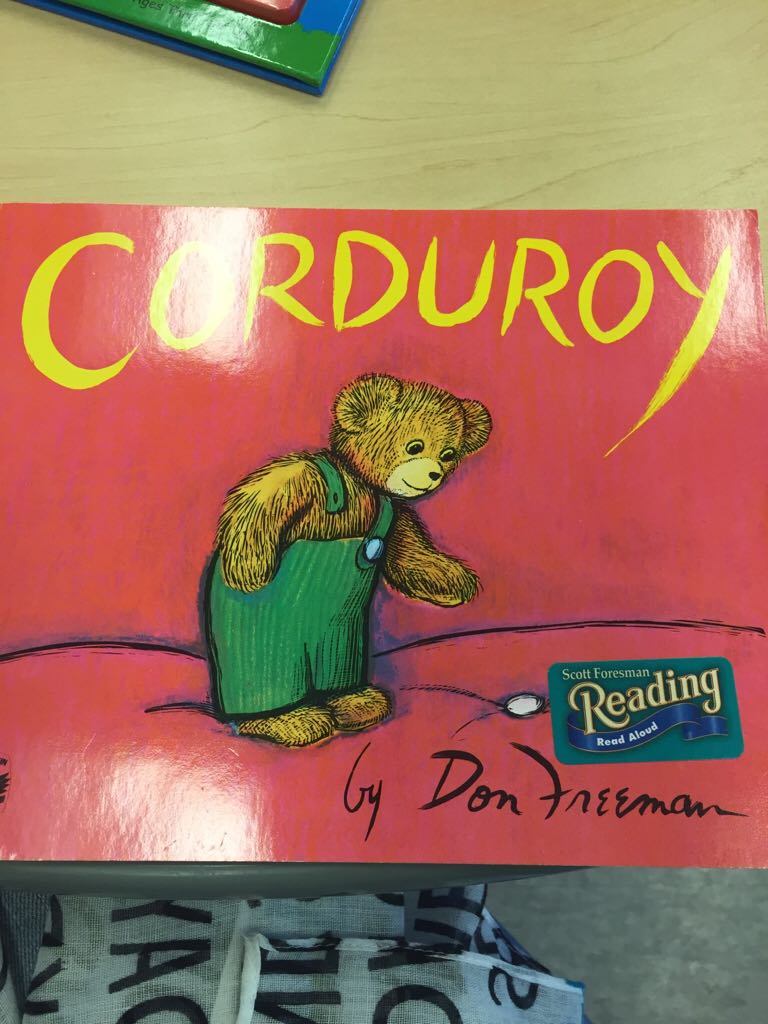 CORDUROY
Scott Foresman
Reading
Read Aloud
by Don Freeman